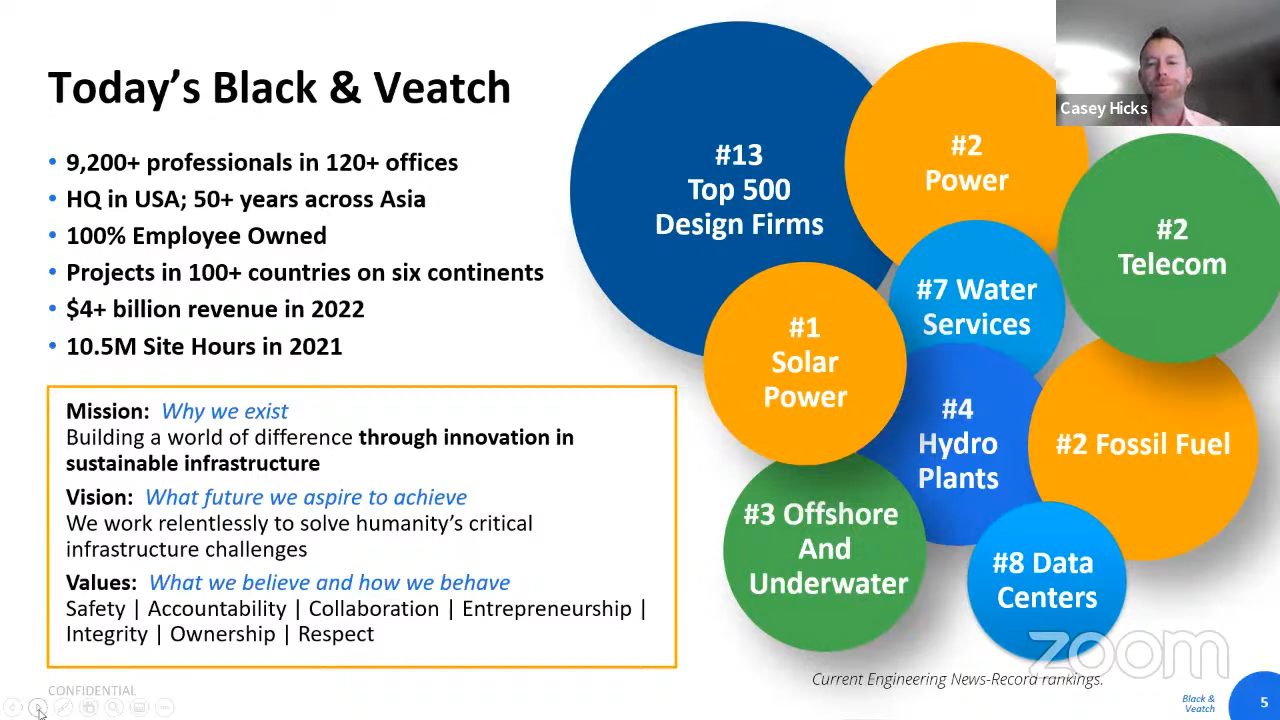 Today's Black & Veatch
• 9,200+ professionals in 120+ offices
• HQ in USA; 50+ years across Asia
• 100% Employee Owned
• Projects in 100+ countries on six continents
• $4+ billion revenue in 2022
• 10.5M Site Hours in 2021
Mission: Why we exist
Building a world of difference through innovation in
sustainable infrastructure
Vision: What future we aspire to achieve
We work relentlessly to solve humanity's critical
infrastructure challenges
Values: What we believe and how we behave
Safety | Accountability | Collaboration | Entrepreneurship |
Integrity | Ownership | Respect
#13
Top 500
Design Firms
#2
Power
Casey Hicks
#2
Telecom
#7 Water
Services
#1
Solar
Power
#4
Hydro
Plants
#2 Fossil Fuel
#3 Offshore
And
Underwater
#8 Data
Centers
zoom
Current Engineering News-Record rankings.
CONFIDENTIAL
Black &
Veatch
5